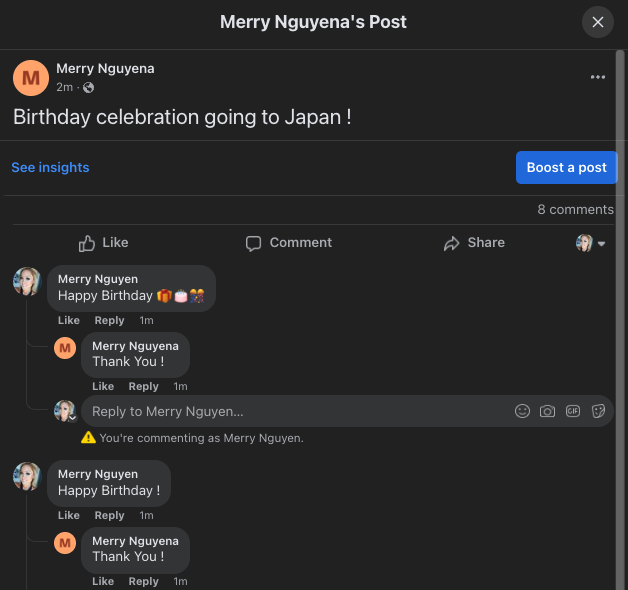 Merry Nguyena's Post
M Merry Nguyena
2m ·
Birthday celebration going to Japan !
See insights Boost a post
8 comments
Like Comment Share
Merry Nguyen
Happy Birthday 🎁🎂🎊
Like Reply 1m
M Merry Nguyena
Thank You !
Like Reply 1m
Reply to Merry Nguyen... GIF
You're commenting as Merry Nguyen.
Merry Nguyen
Happy Birthday !
Like Reply 1m
M Merry Nguyena
Thank You !
Like Reply 1m